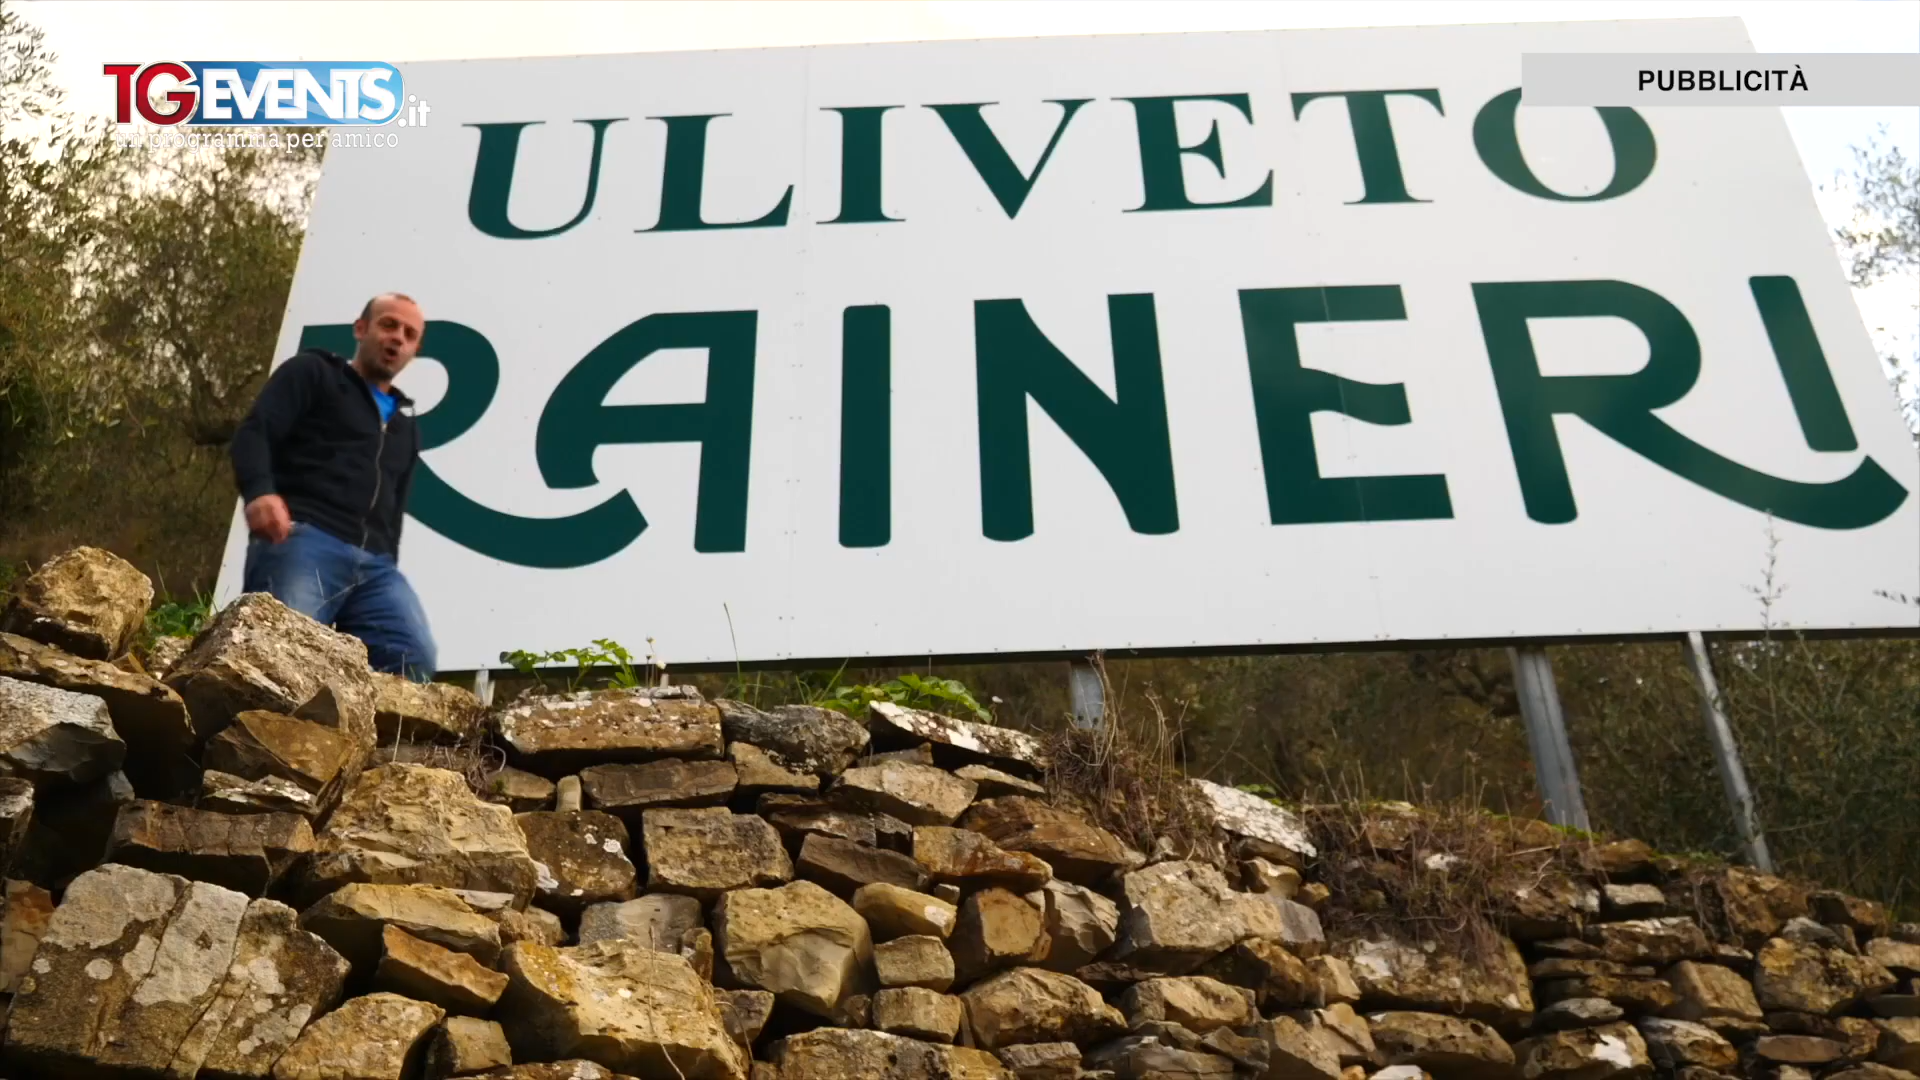 TGEVENTS.it
un programma per amico
PUBBLICITÀ
ULIVETO
RAINERI